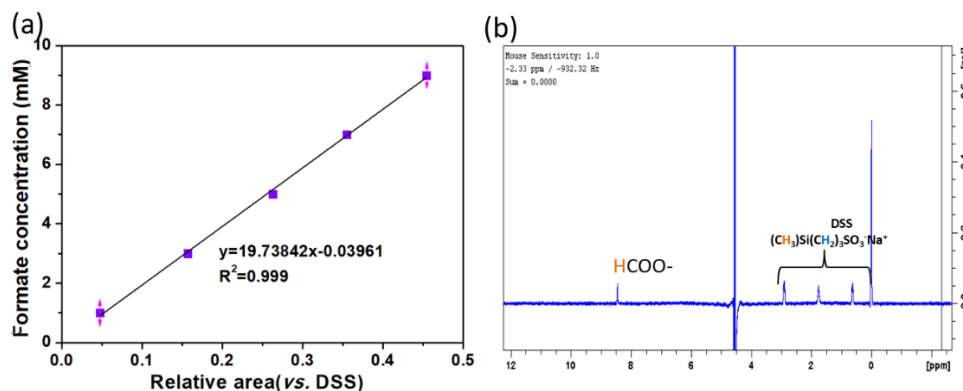 (a)
Formate concentration (mM)
10
8
6
4
2
0
y=19.73842x-0.03961
R²=0.999
0.0 0.1 0.2 0.3 0.4 0.5
Relative area(vs. DSS)
(b)
Mouse Sensitivity: 1.0
-2.33 ppm / -932.32 Hz
Sum = 0.0000
DSS
(CH₃)Si(CH₂)₃SO₃⁻Na⁺
HCOO-
12 10 8 6 4 2 0 [ppm]